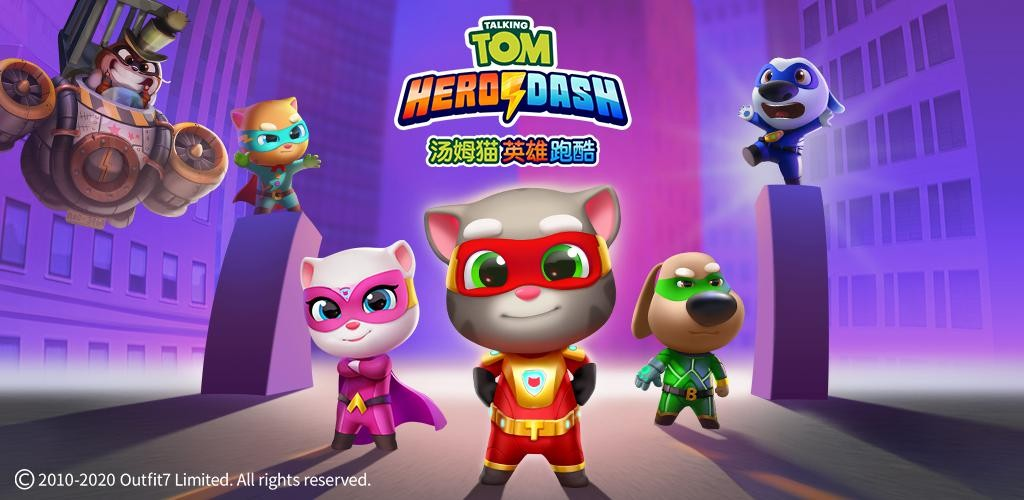 TALKING
TOM
HERO DASH
汤姆猫 英雄跑酷
T
B
© 2010-2020 Outfit7 Limited. All rights reserved.